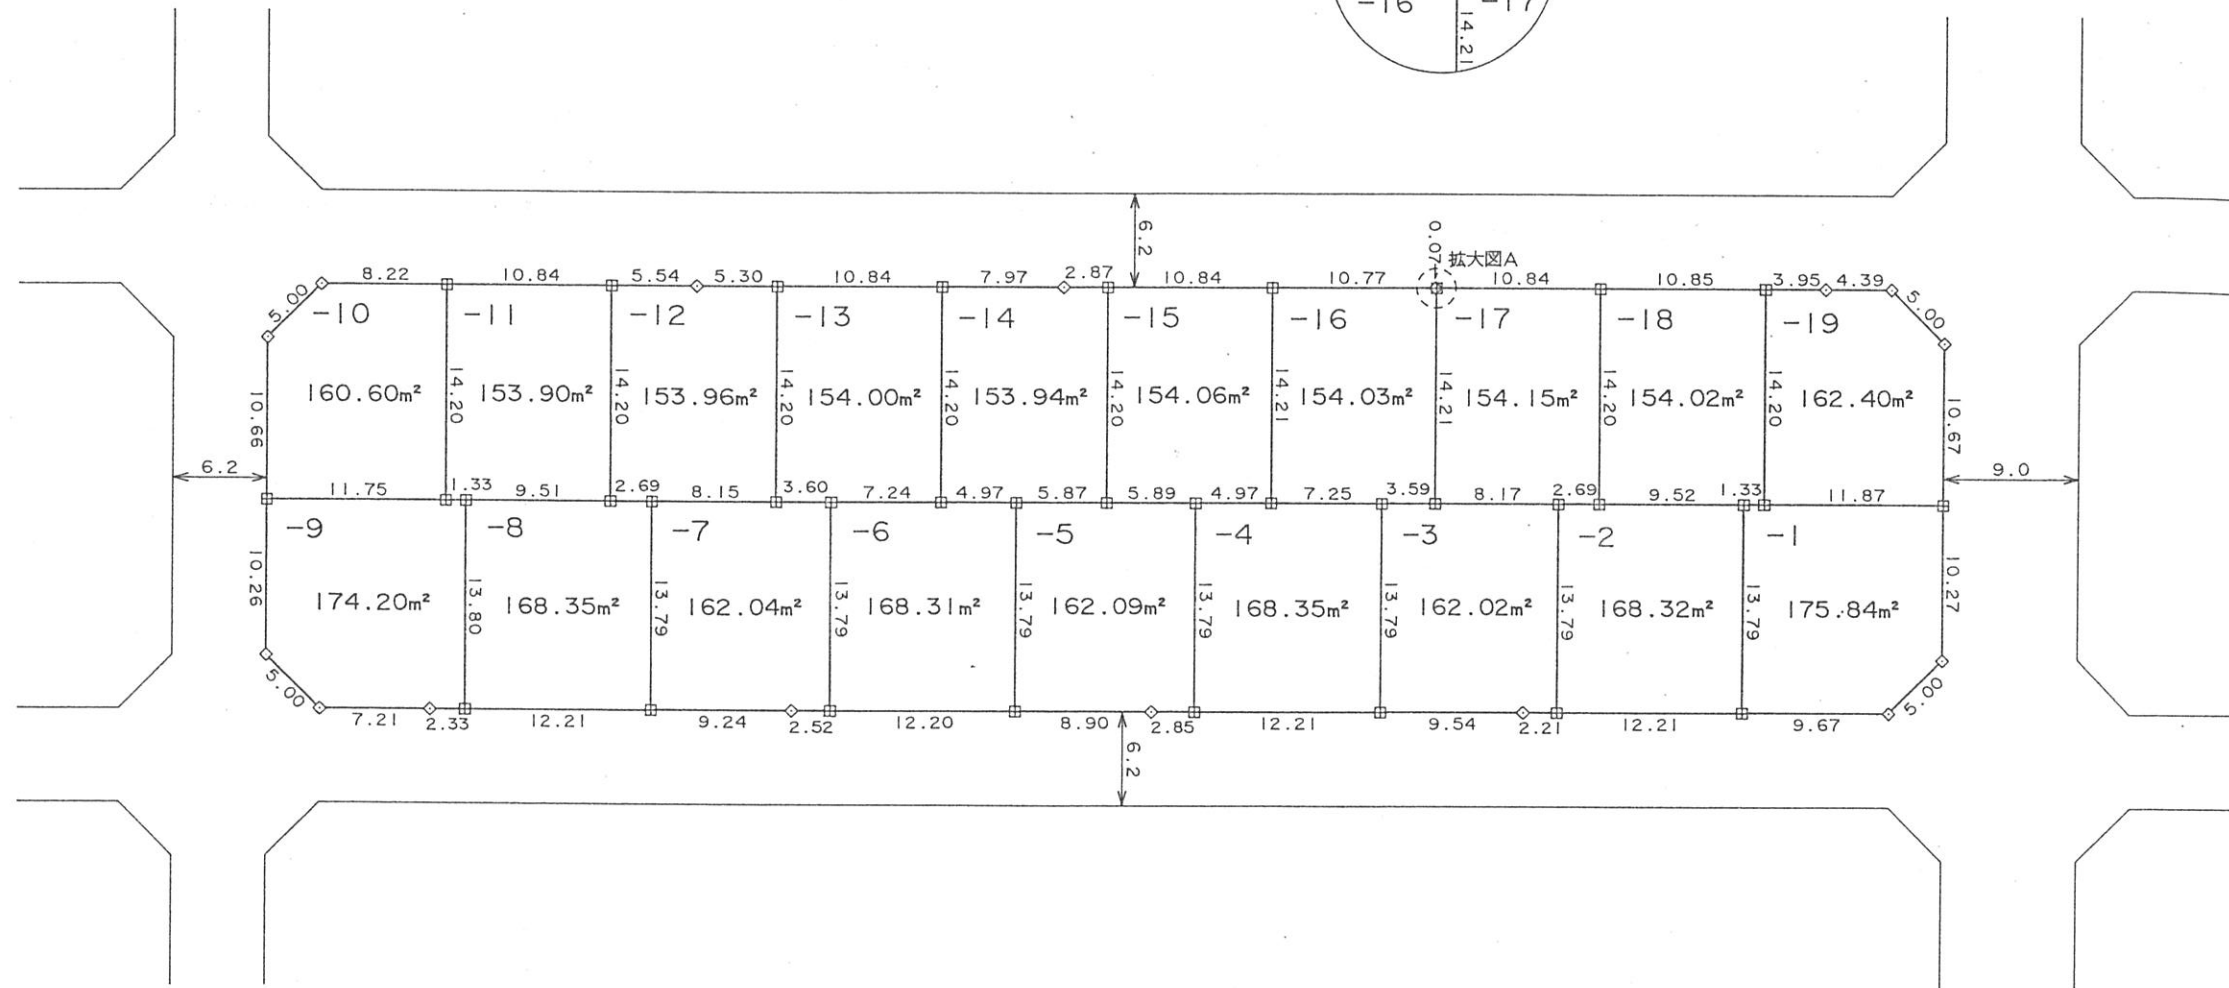 -16
-17
14.21
6.2
0.07
拡大図A
8.22 10.84 5.54 5.30 10.84 7.97 2.87 10.84 10.77 10.84 10.85 3.95 4.39
5.00 5.00
-10 -11 -12 -13 -14 -15 -16 -17 -18 -19
160.60m² 153.90m² 153.96m² 154.00m² 153.94m² 154.06m² 154.03m² 154.15m² 154.02m² 162.40m²
10.66 14.20 14.20 14.20 14.20 14.20 14.21 14.21 14.20 14.20 10.67
6.2 9.0
11.75 1.33 9.51 2.69 8.15 3.60 7.24 4.97 5.87 5.89 4.97 7.25 3.59 8.17 2.69 9.52 1.33 11.87
-9 -8 -7 -6 -5 -4 -3 -2 -1
10.26 13.80 13.79 13.79 13.79 13.79 13.79 13.79 13.79 10.27
174.20m² 168.35m² 162.04m² 168.31m² 162.09m² 168.35m² 162.02m² 168.32m² 175.84m²
5.00 5.00
7.21 2.33 12.21 9.24 2.52 12.20 8.90 2.85 12.21 9.54 2.21 12.21 9.67
6.2